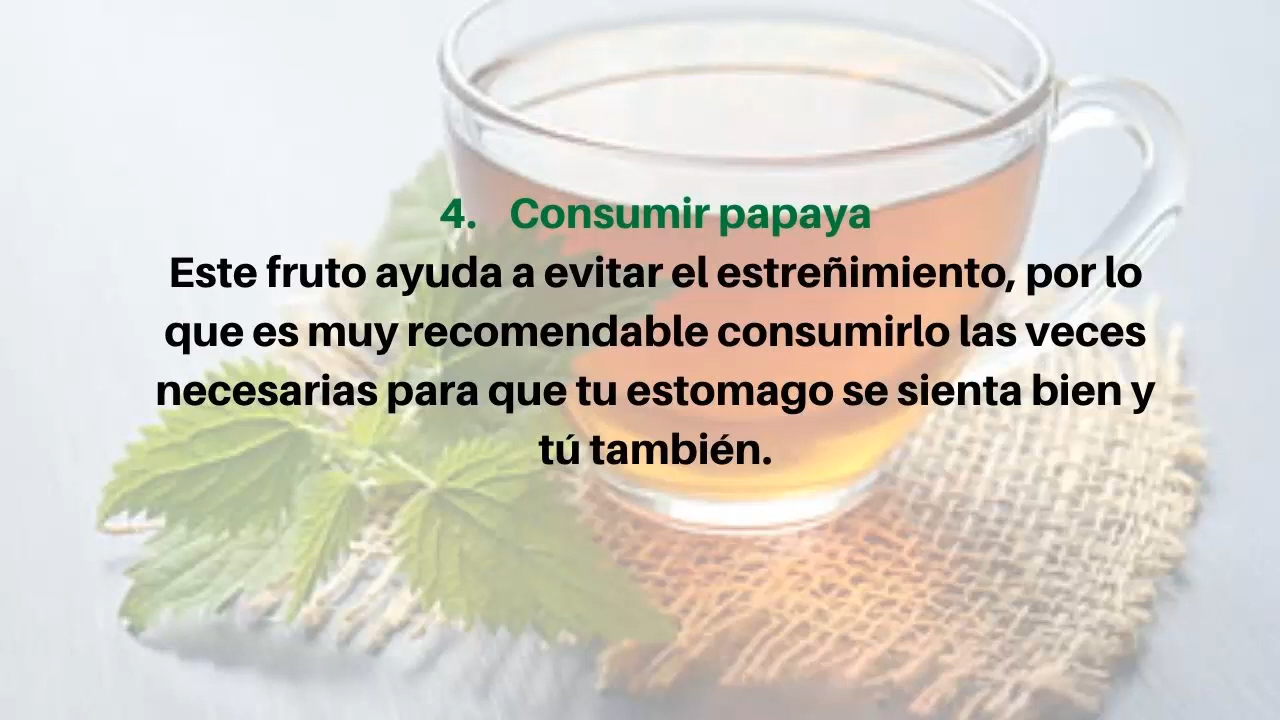 4. Consumir papaya
Este fruto ayuda a evitar el estreñimiento, por lo
que es muy recomendable consumirlo las veces
necesarias para que tu estomago se sienta bien y
tú también.